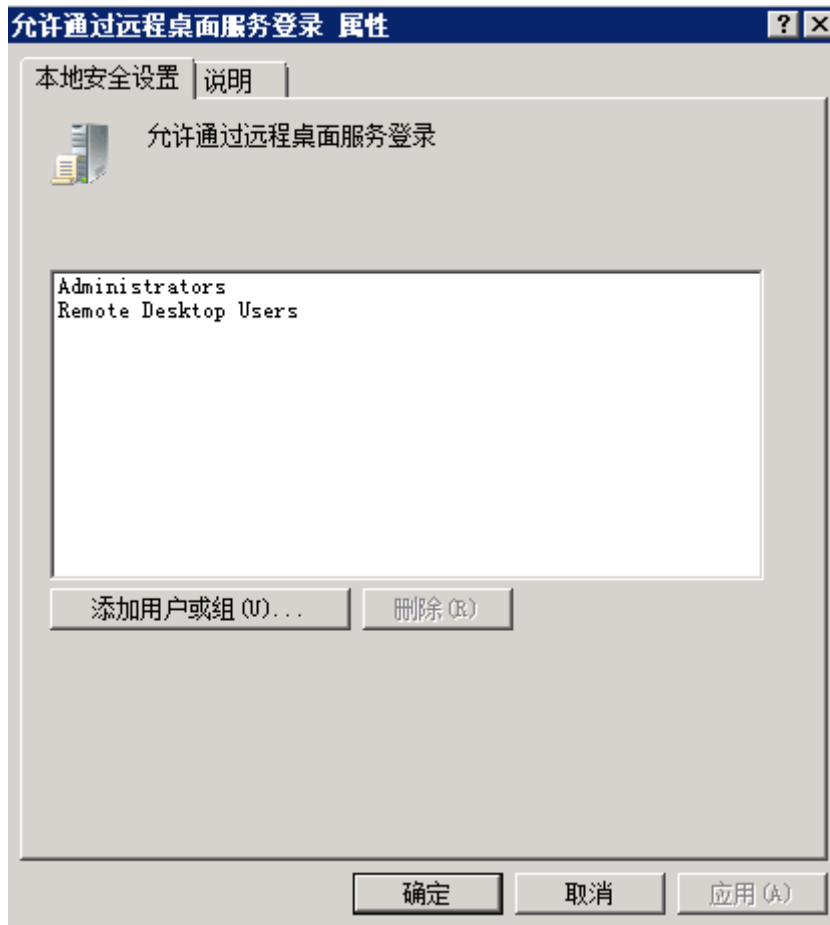 允许通过远程桌面服务登录 属性
本地安全设置 说明
允许通过远程桌面服务登录
Administrators
Remote Desktop Users
添加用户或组(U)... 删除(R)
确定 取消 应用(A)